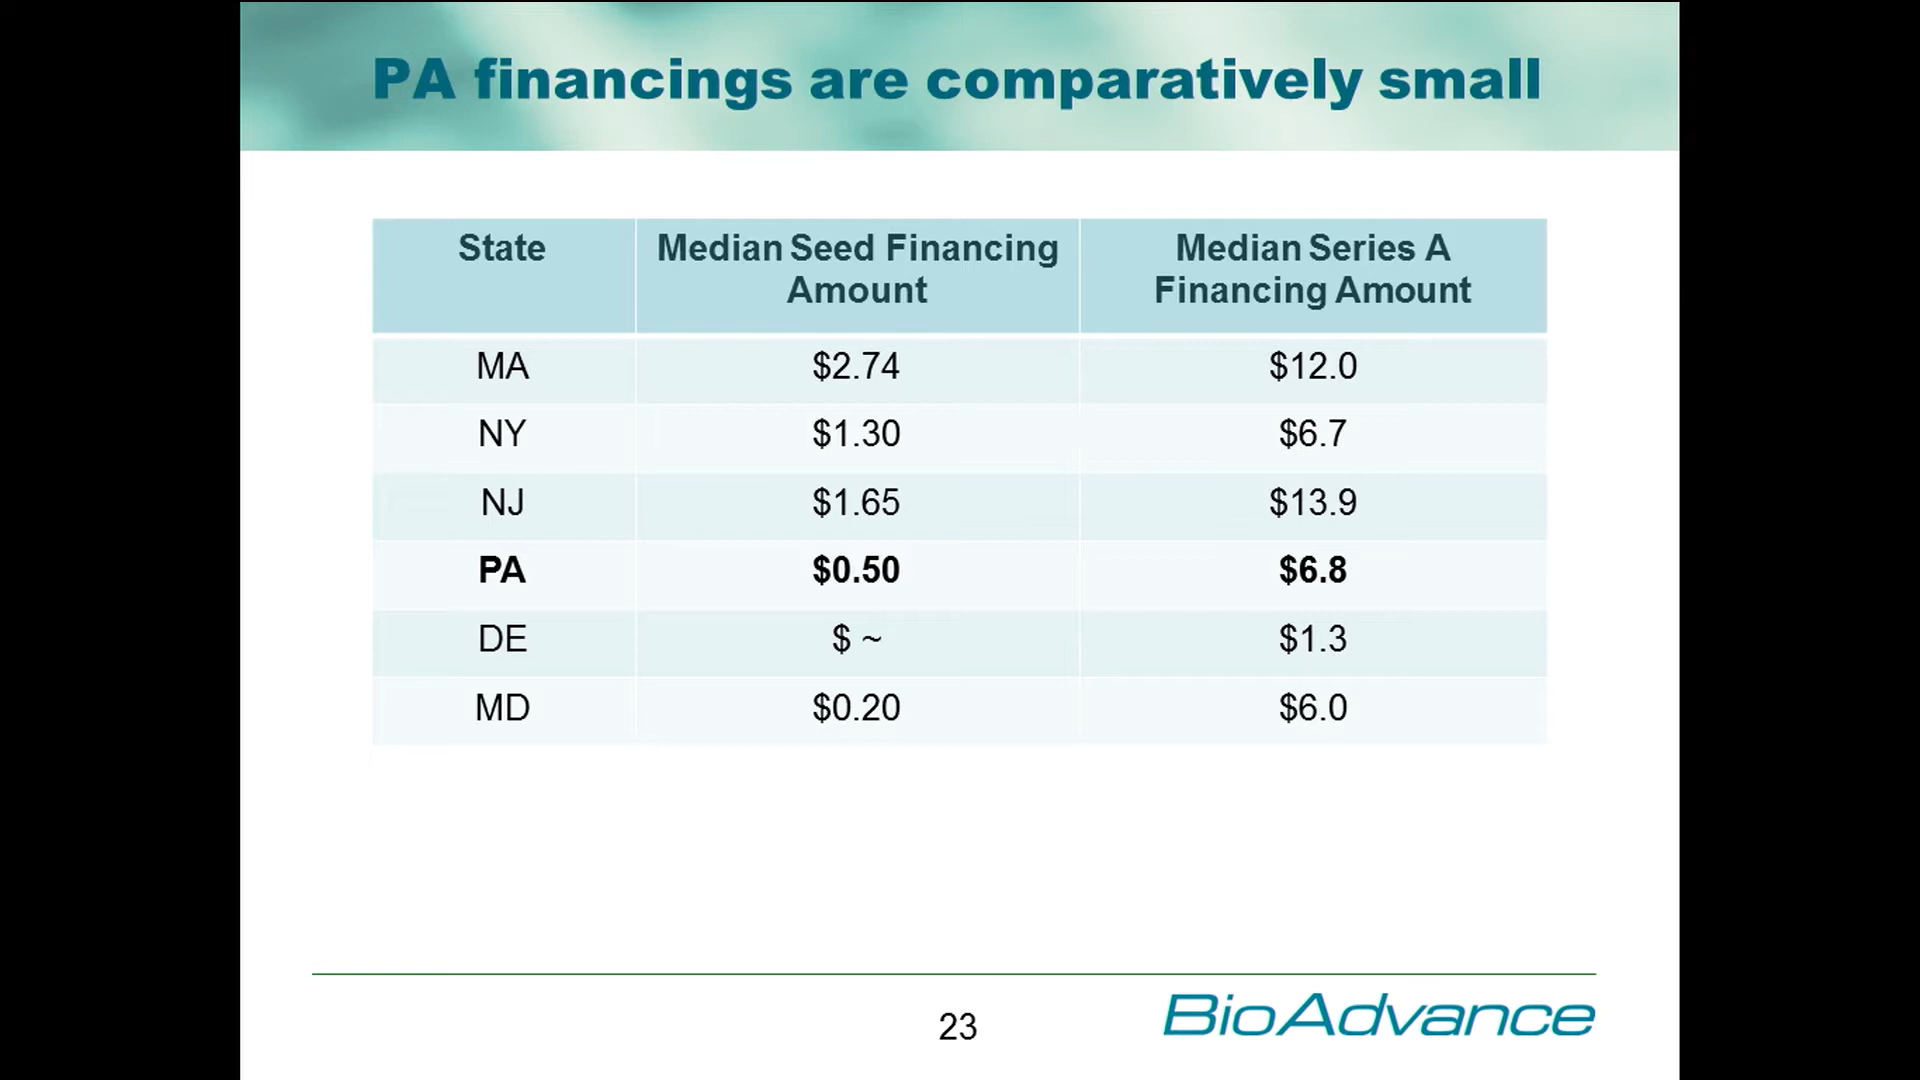 PA financings are comparatively small
State Median Seed Financing Amount Median Series A Financing Amount
MA $2.74 $12.0
NY $1.30 $6.7
NJ $1.65 $13.9
PA $0.50 $6.8
DE $ ~ $1.3
MD $0.20 $6.0
23
BioAdvance